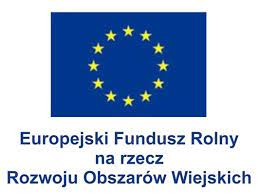 Europejski Fundusz Rolny
na rzecz
Rozwoju Obszarów Wiejskich